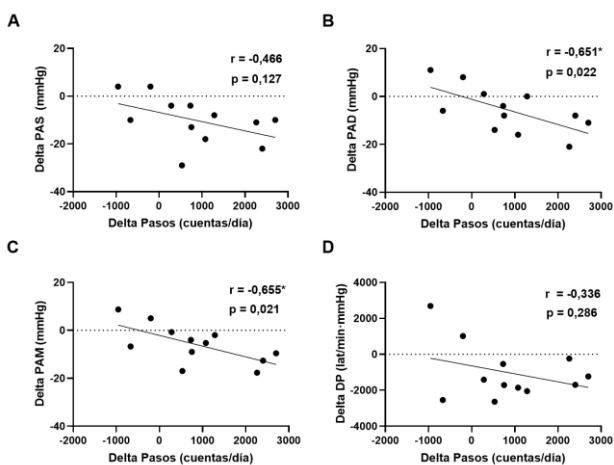 A
20
0
-20
-40
Delta PAS (mmHg)
r = -0,466
p = 0,127
-2000 -1000 0 1000 2000 3000
Delta Pasos (cuentas/día)
B
20
0
-20
-40
Delta PAD (mmHg)
r = -0,651*
p = 0,022
-2000 -1000 0 1000 2000 3000
Delta Pasos (cuentas/día)
C
20
0
-20
-40
Delta PAM (mmHg)
r = -0,655*
p = 0,021
-2000 -1000 0 1000 2000 3000
Delta Pasos (cuentas/día)
D
4000
2000
0
-2000
-4000
Delta DP (lat/min·mmHg)
r = -0,336
p = 0,286
-2000 -1000 0 1000 2000 3000
Delta Pasos (cuentas/día)